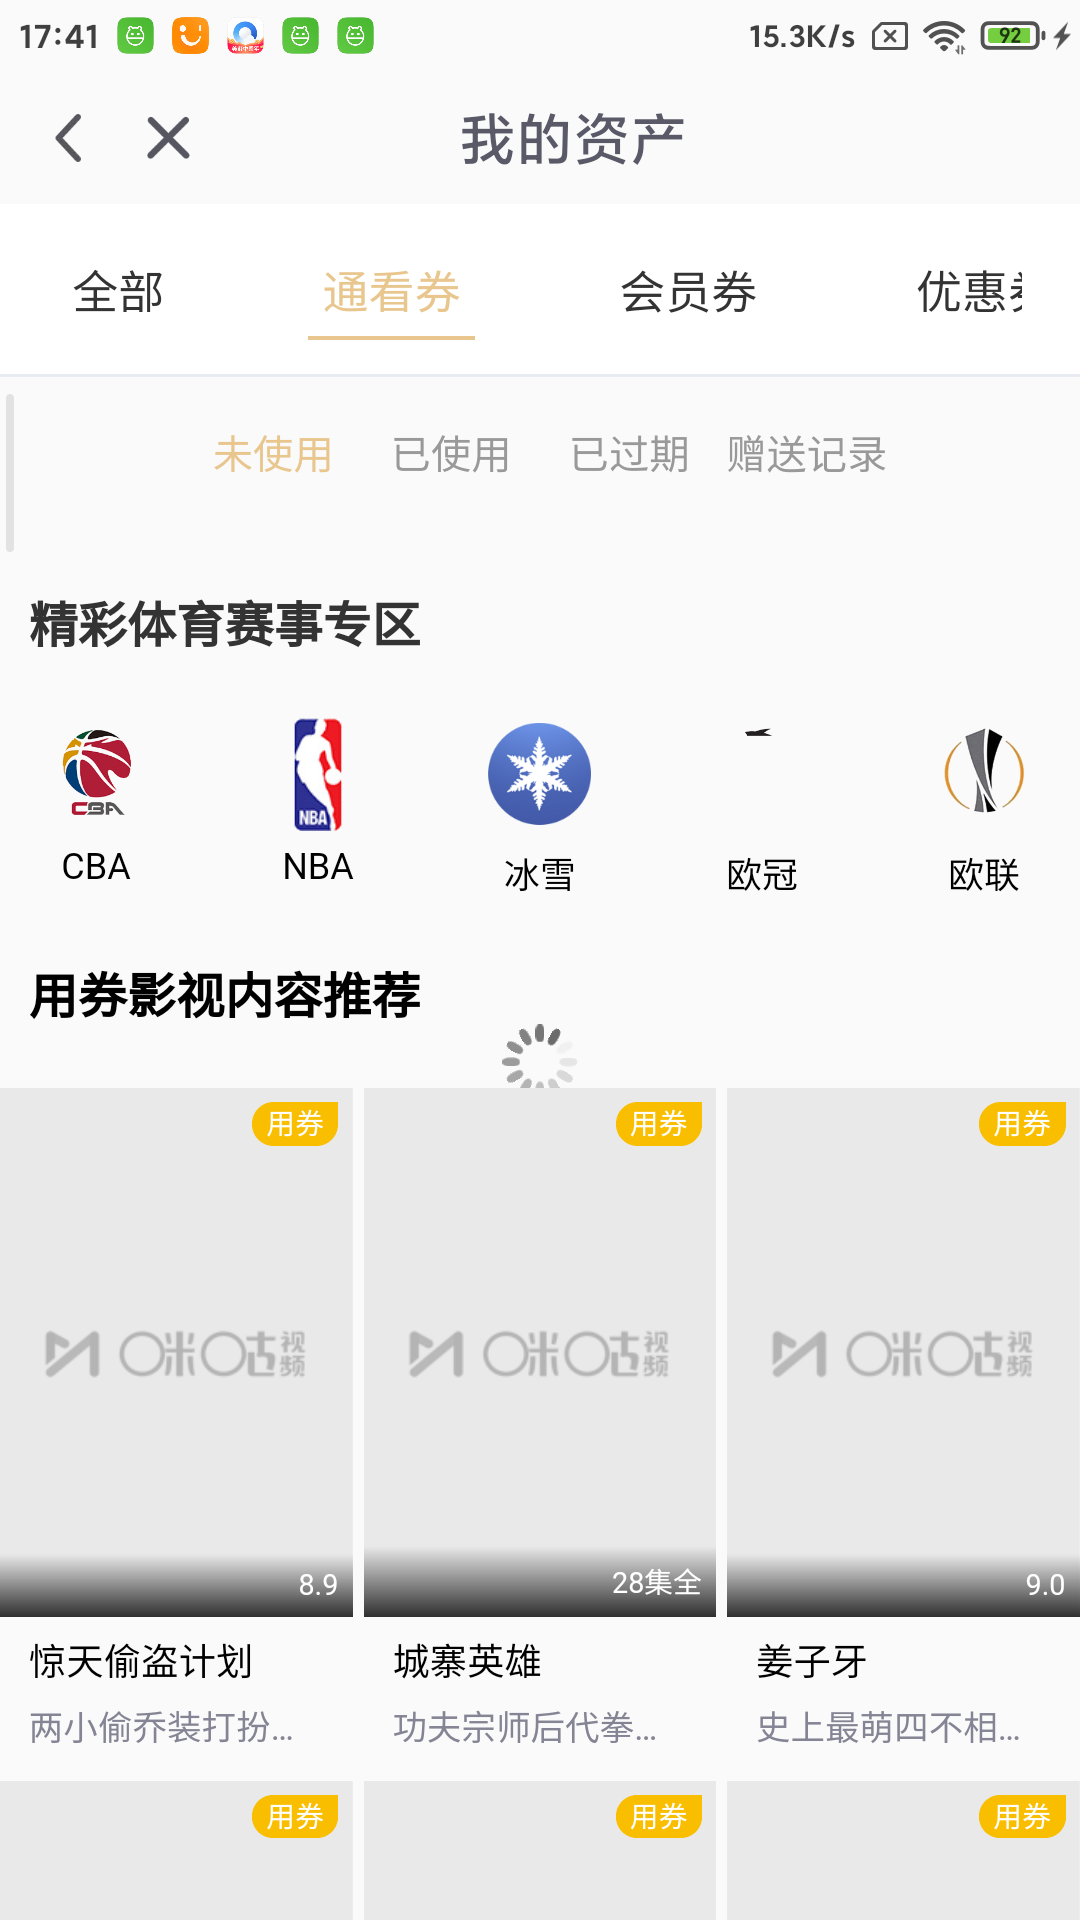 17:41 15.3K/s 92
我的资产
全部 通看券 会员券 优惠
未使用 已使用 已过期 赠送记录
精彩体育赛事专区
CBA NBA
CBA NBA 冰雪 欧冠 欧联
用券影视内容推荐
用券 用券 用券
咪咕视频 咪咕视频 咪咕视频
8.9 28集全 9.0
惊天偷盗计划 城寨英雄 姜子牙
两小偷乔装打扮... 功夫宗师后代拳... 史上最萌四不相...
用券 用券 用券